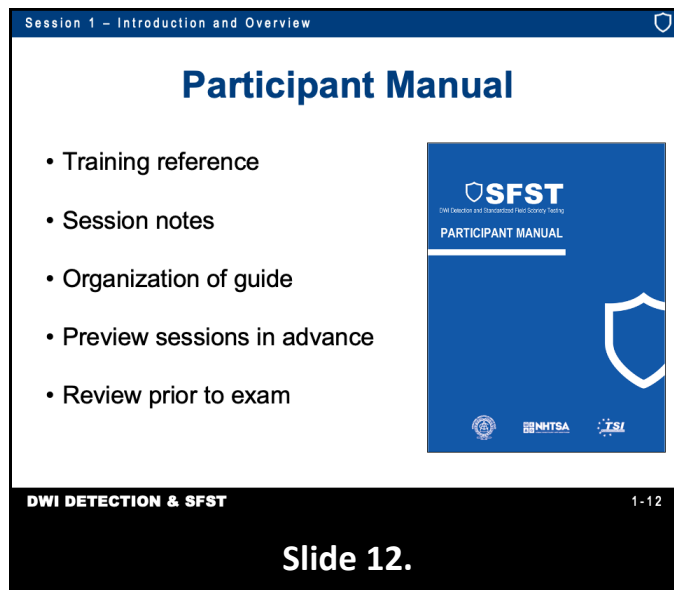 Session 1 – Introduction and Overview
Participant Manual
• Training reference
• Session notes
• Organization of guide
• Preview sessions in advance
• Review prior to exam
SFST
DWI Detection and Standardized Field Sobriety Testing
PARTICIPANT MANUAL
NHTSA
TSI
DWI DETECTION & SFST
1-12
Slide 12.